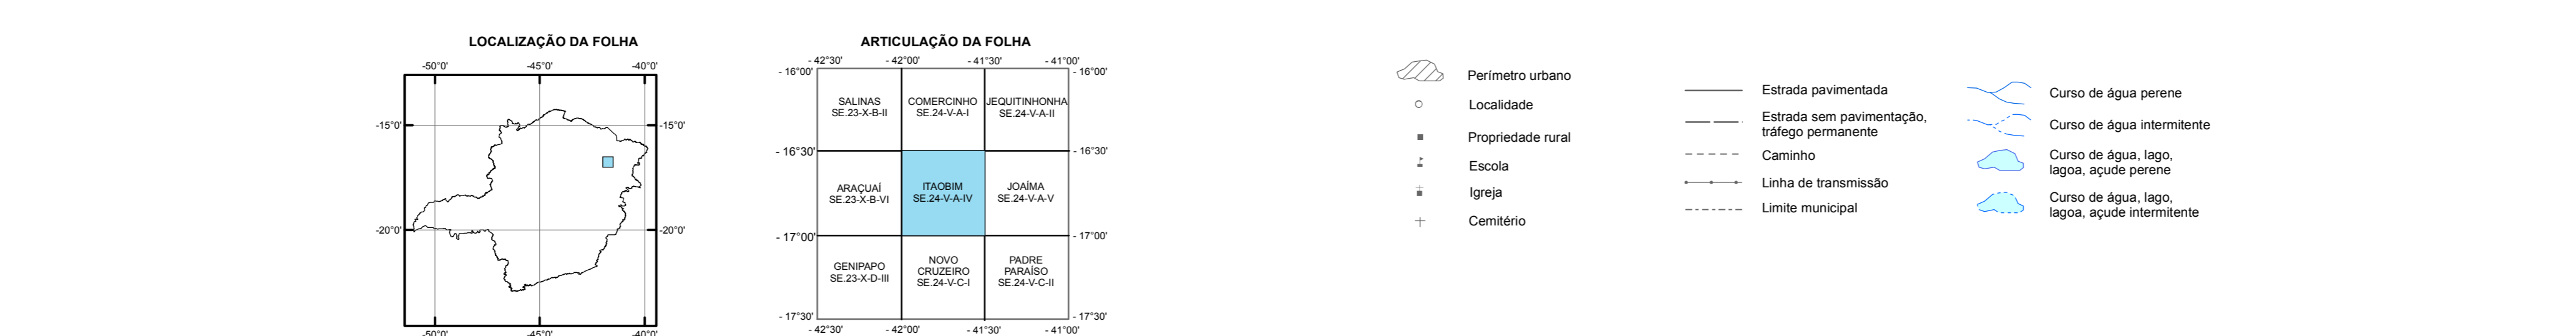 LOCALIZAÇÃO DA FOLHA
-50°0' -45°0' -40°0'
-15°0' -15°0'
-20°0' -20°0'
-50°0' -45°0' -40°0'
ARTICULAÇÃO DA FOLHA
- 42°30' - 42°00' - 41°30' - 41°00'
- 16°00' - 16°00'
SALINAS COMERCINHO JEQUITINHONHA
SE.23-X-B-II SE.24-V-A-I SE.24-V-A-II
- 16°30' - 16°30'
ARAÇUAÍ ITAOBIM JOAÍMA
SE.23-X-B-VI SE.24-V-A-IV SE.24-V-A-V
- 17°00' - 17°00'
GENIPAPO
SE.23-X-D-III
NOVO
CRUZEIRO
SE.24-V-C-I
PADRE
PARAÍSO
SE.24-V-C-II
- 17°30' - 17°30'
- 42°30' - 42°00' - 41°30' - 41°00'
Perímetro urbano
Localidade
Propriedade rural
Escola
Igreja
Cemitério
Estrada pavimentada
Estrada sem pavimentação,
tráfego permanente
Caminho
Linha de transmissão
Limite municipal
Curso de água perene
Curso de água intermitente
Curso de água, lago,
lagoa, açude perene
Curso de água, lago,
lagoa, açude intermitente